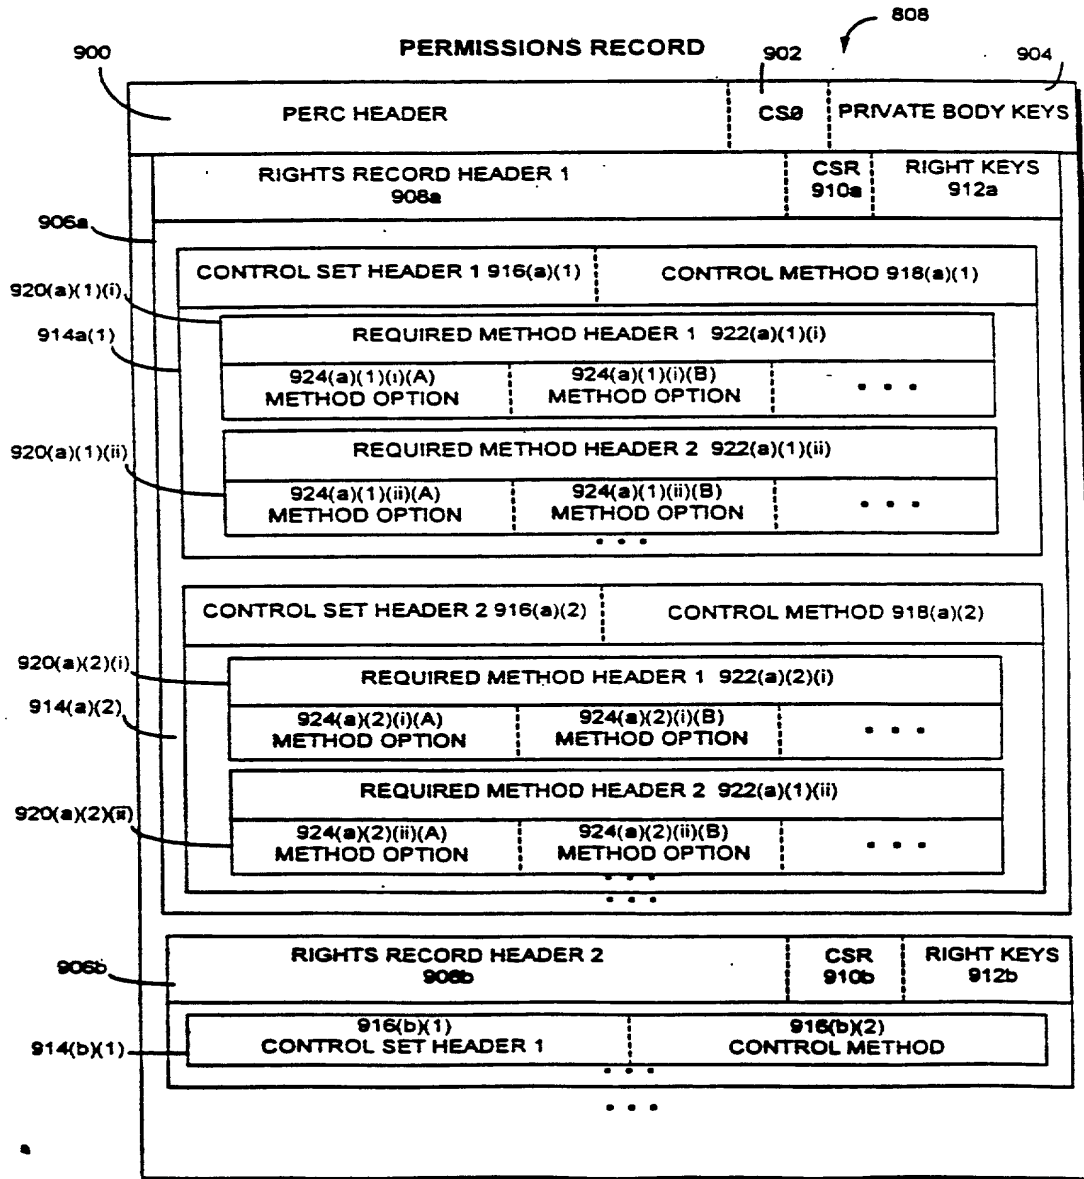 808
PERMISSIONS RECORD
900
902
904
PERC HEADER
CS0
PRIVATE BODY KEYS
RIGHTS RECORD HEADER 1
908a
CSR
910a
RIGHT KEYS
912a
906a
CONTROL SET HEADER 1 916(a)(1)
CONTROL METHOD 918(a)(1)
920(a)(1)(i)
914a(1)
REQUIRED METHOD HEADER 1 922(a)(1)(i)
924(a)(1)(i)(A)
METHOD OPTION
924(a)(1)(i)(B)
METHOD OPTION
• • •
920(a)(1)(ii)
REQUIRED METHOD HEADER 2 922(a)(1)(ii)
924(a)(1)(ii)(A)
METHOD OPTION
924(a)(1)(ii)(B)
METHOD OPTION
• • •
• • •
CONTROL SET HEADER 2 916(a)(2)
CONTROL METHOD 918(a)(2)
920(a)(2)(i)
914(a)(2)
REQUIRED METHOD HEADER 1 922(a)(2)(i)
924(a)(2)(i)(A)
METHOD OPTION
924(a)(2)(i)(B)
METHOD OPTION
• • •
920(a)(2)(ii)
REQUIRED METHOD HEADER 2 922(a)(1)(ii)
924(a)(2)(ii)(A)
METHOD OPTION
924(a)(2)(ii)(B)
METHOD OPTION
• • •
• • •
• • •
906b
RIGHTS RECORD HEADER 2
908b
CSR
910b
RIGHT KEYS
912b
914(b)(1)
916(b)(1)
CONTROL SET HEADER 1
916(b)(2)
CONTROL METHOD
• • •
• • •